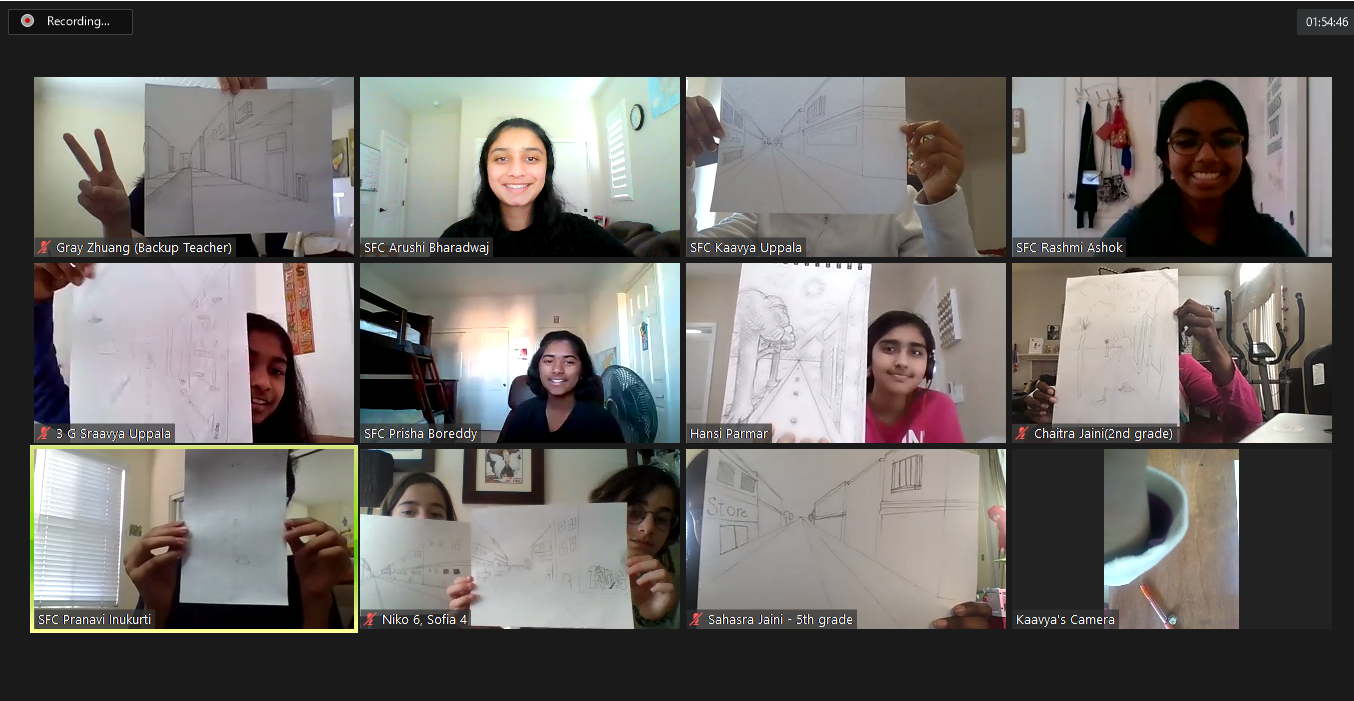 Recording...
01:54:46
Gray Zhuang (Backup Teacher)
SFC Arushi Bharadwaj
SFC Kaavya Uppala
SFC Rashmi Ashok
3 G Sraavya Uppala
SFC Prisha Boreddy
Hansi Parmar
Chaitra Jaini(2nd grade)
SFC Pranavi Inukurti
Niko 6, Sofia 4
Store
Sahasra Jaini - 5th grade
Kaavya's Camera